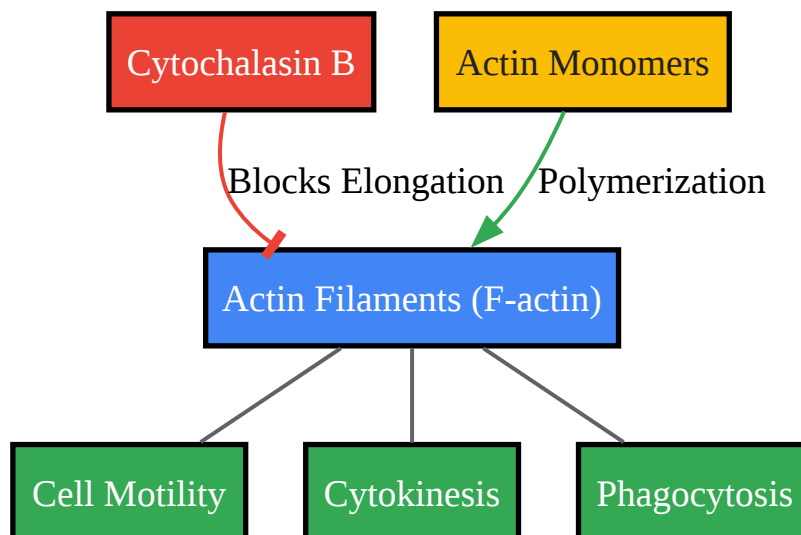 Cytochalasin B
Actin Monomers
Blocks Elongation
Polymerization
Actin Filaments (F-actin)
Cell Motility
Cytokinesis
Phagocytosis